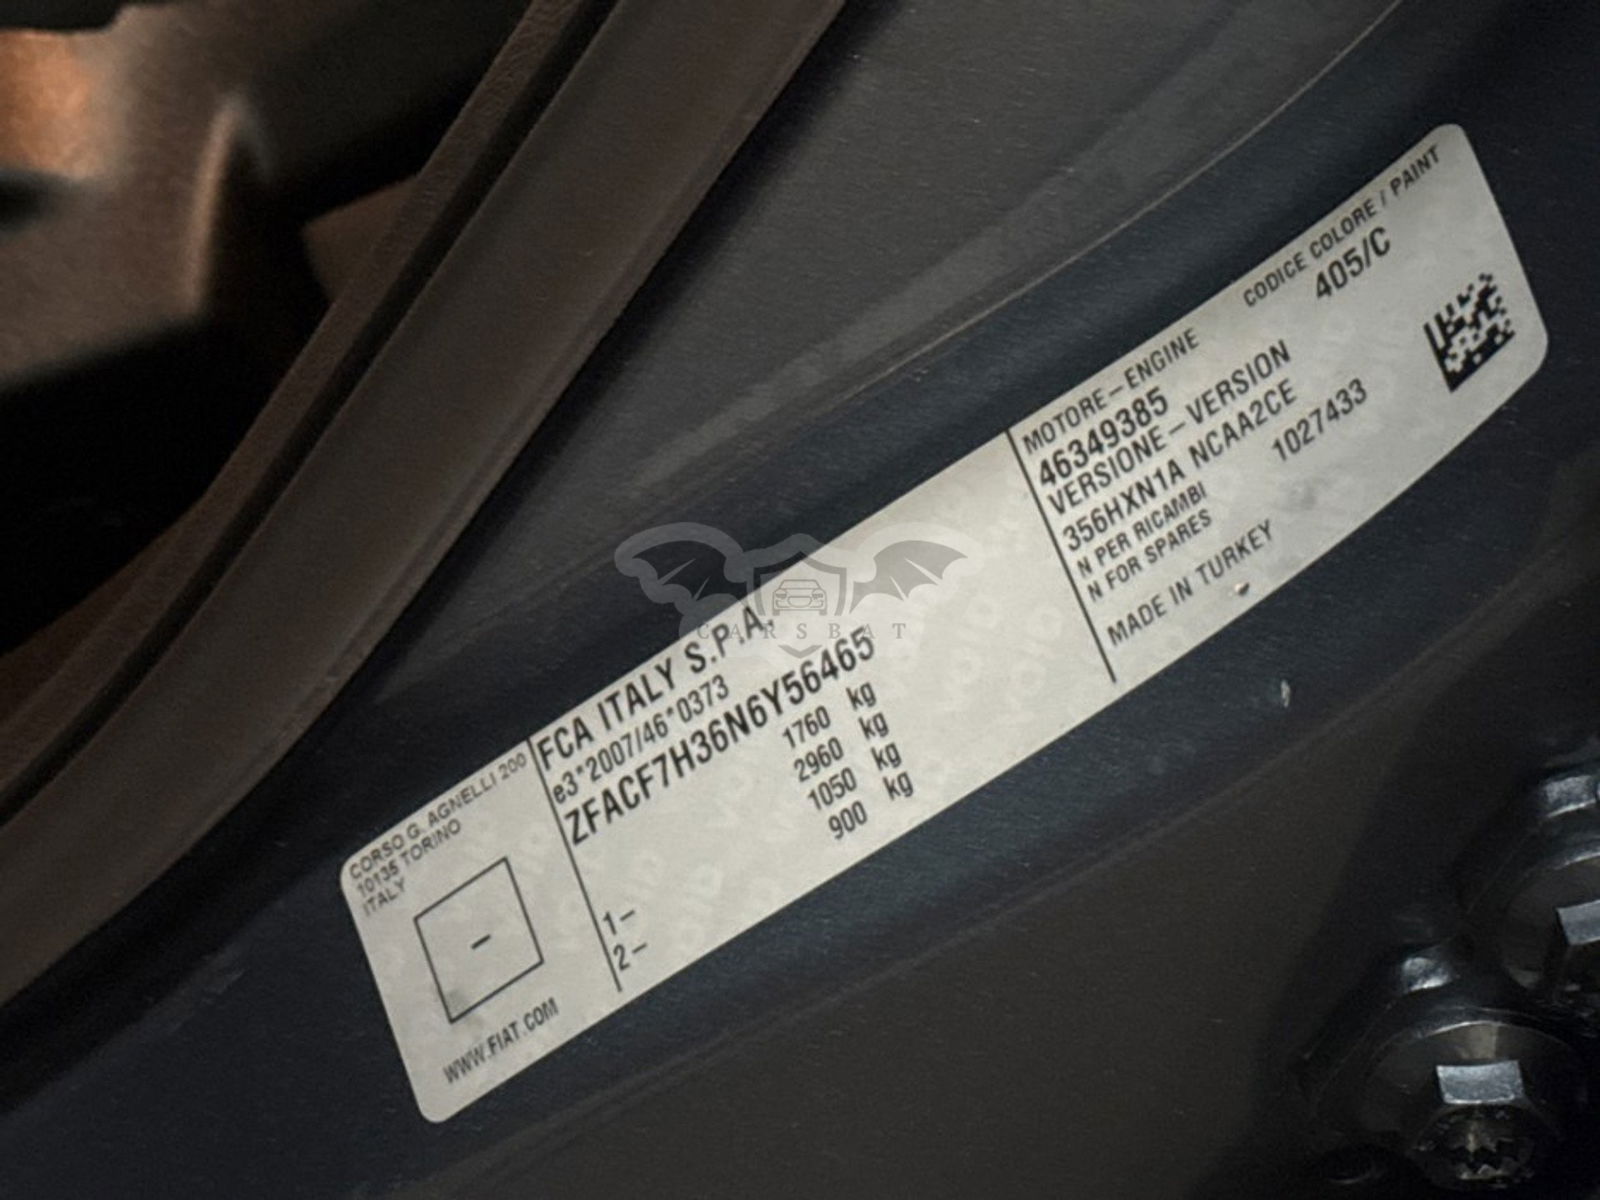 CORSO G. AGNELLI 200
10135 TORINO
ITALY
-
WWW.FIAT.COM
FCA ITALY S.P.A.
e3*2007/46*0373
ZFACF7H36N6Y56465
1760 kg
2960 kg
1050 kg
900 kg
1-
2-
MOTORE-ENGINE
46349385
VERSIONE-VERSION
356HXN1A NCAA2CE
N PER RICAMBI
N FOR SPARES
1027433
MADE IN TURKEY
CODICE COLORE / PAINT
405/C
CARSBAT
VOID